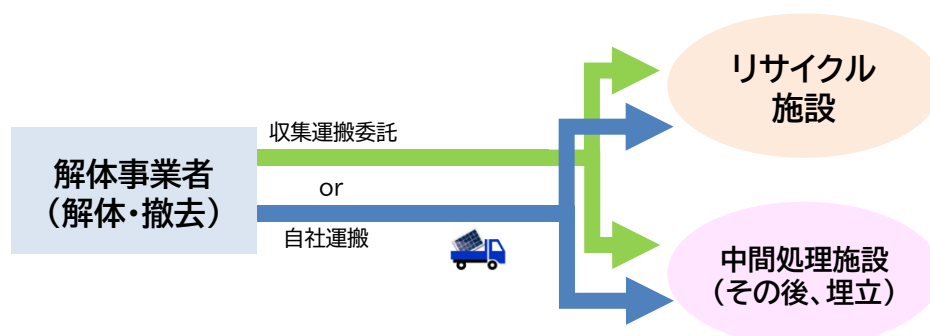 解体事業者
（解体・撤去）
収集運搬委託
or
自社運搬
リサイクル
施設
中間処理施設
（その後、埋立）